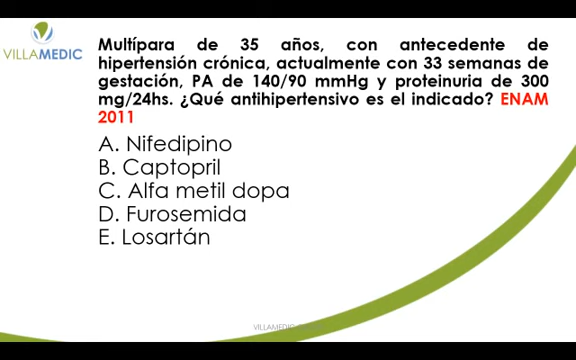 VILLAMEDIC
Multípara de 35 años, con antecedente de
hipertensión crónica, actualmente con 33 semanas de
gestación, PA de 140/90 mmHg y proteinuria de 300
mg/24hs. ¿Qué antihipertensivo es el indicado? ENAM
2011
A. Nifedipino
B. Captopril
C. Alfa metil dopa
D. Furosemida
E. Losartán
VILLAMEDIC